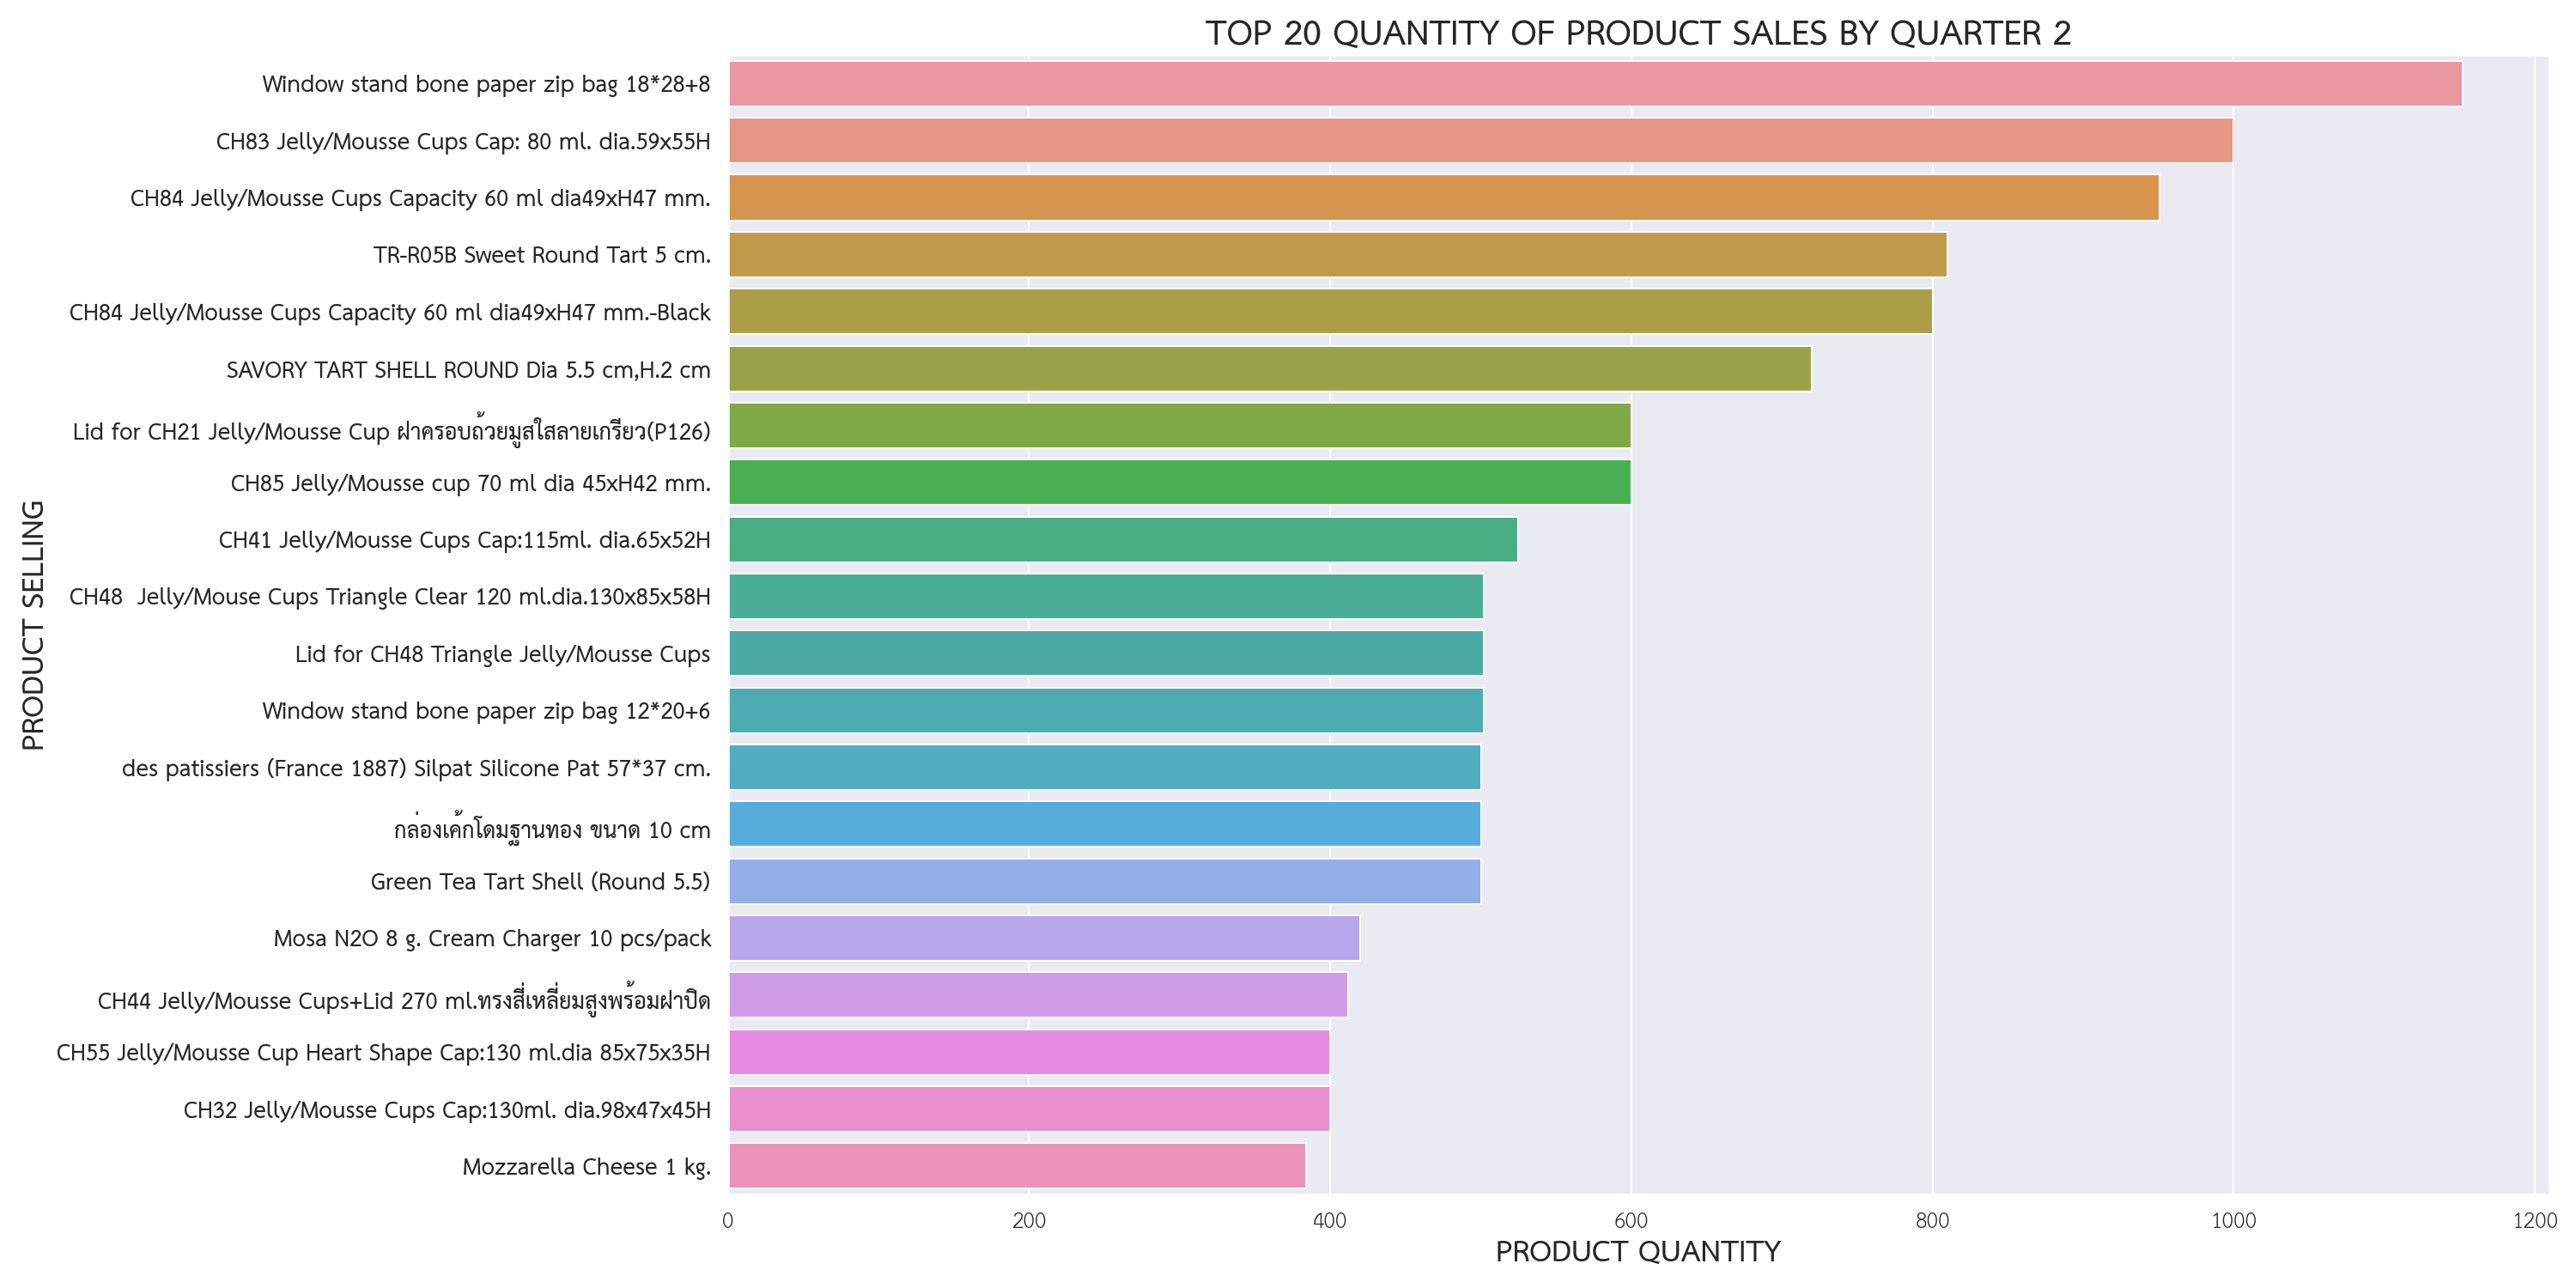 TOP 20 QUANTITY OF PRODUCT SALES BY QUARTER 2
PRODUCT SELLING
Window stand bone paper zip bag 18*28+8
CH83 Jelly/Mousse Cups Cap: 80 ml. dia.59x55H
CH84 Jelly/Mousse Cups Capacity 60 ml dia49xH47 mm.
TR-R05B Sweet Round Tart 5 cm.
CH84 Jelly/Mousse Cups Capacity 60 ml dia49xH47 mm.-Black
SAVORY TART SHELL ROUND Dia 5.5 cm,H.2 cm
Lid for CH21 Jelly/Mousse Cup ฝาครอบถ้วยมูสใสลายเกรียว(P126)
CH85 Jelly/Mousse cup 70 ml dia 45xH42 mm.
CH41 Jelly/Mousse Cups Cap:115ml. dia.65x52H
CH48  Jelly/Mouse Cups Triangle Clear 120 ml.dia.130x85x58H
Lid for CH48 Triangle Jelly/Mousse Cups
Window stand bone paper zip bag 12*20+6
des patissiers (France 1887) Silpat Silicone Pat 57*37 cm.
กล่องเค้กโดมฐานทอง ขนาด 10 cm
Green Tea Tart Shell (Round 5.5)
Mosa N2O 8 g. Cream Charger 10 pcs/pack
CH44 Jelly/Mousse Cups+Lid 270 ml.ทรงสี่เหลี่ยมสูงพร้อมฝาปิด
CH55 Jelly/Mousse Cup Heart Shape Cap:130 ml.dia 85x75x35H
CH32 Jelly/Mousse Cups Cap:130ml. dia.98x47x45H
Mozzarella Cheese 1 kg.
0 200 400 600 800 1000 1200
PRODUCT QUANTITY